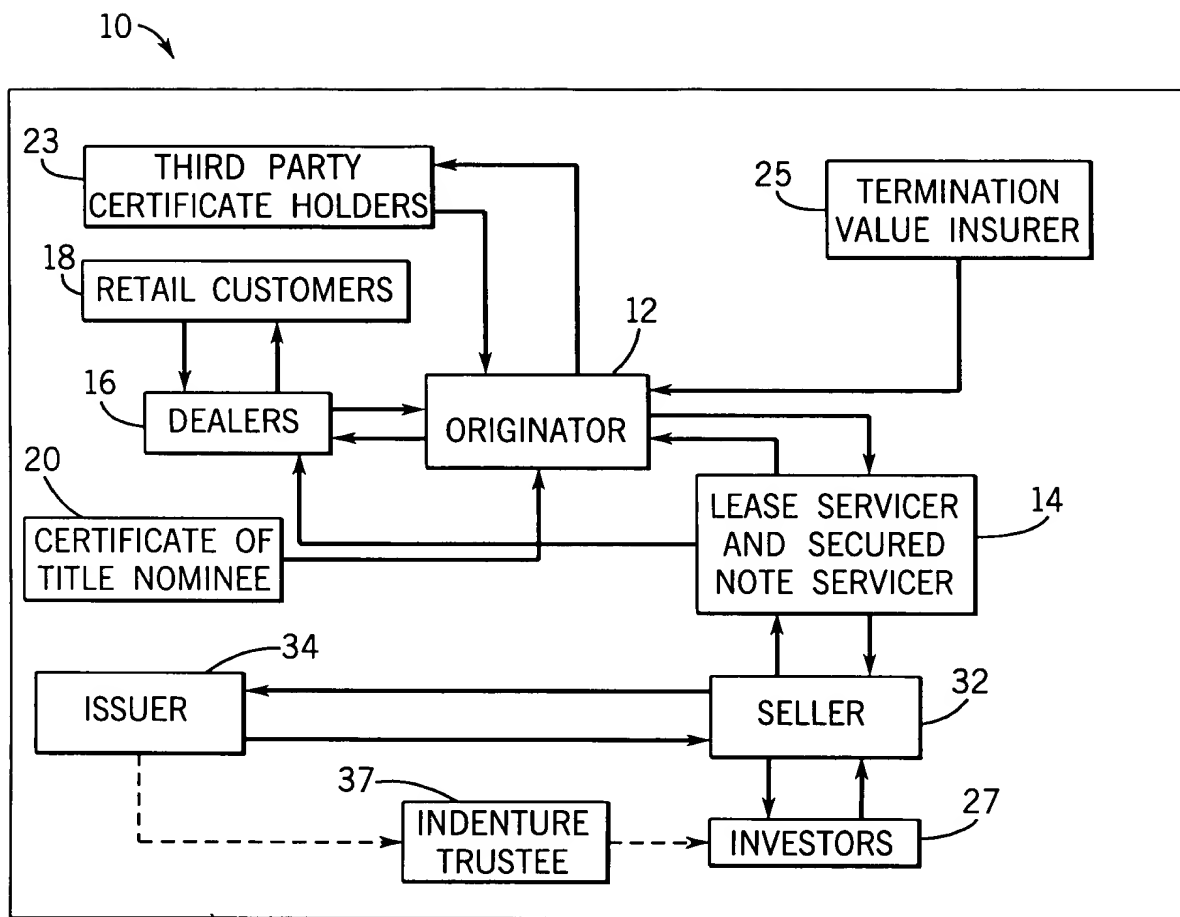 10
23
THIRD PARTY
CERTIFICATE HOLDERS
25
TERMINATION
VALUE INSURER
18
RETAIL CUSTOMERS
12
16
DEALERS
ORIGINATOR
20
CERTIFICATE OF
TITLE NOMINEE
LEASE SERVICER
AND SECURED
NOTE SERVICER
14
34
ISSUER
SELLER
32
37
INDENTURE
TRUSTEE
INVESTORS
27